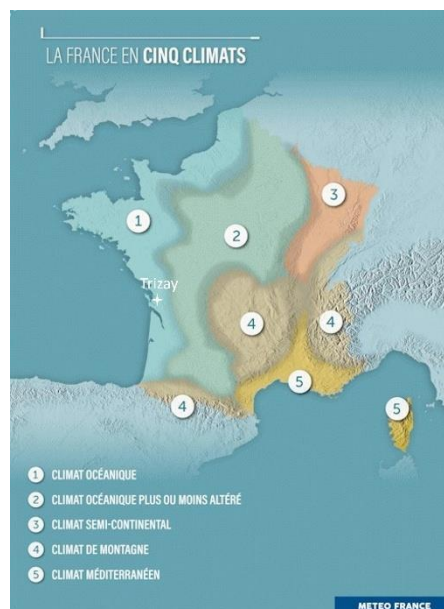 LA FRANCE EN CINQ CLIMATS
3
1
2
Trizay
4
4
5
4
5
1 CLIMAT OCÉANIQUE
2 CLIMAT OCÉANIQUE PLUS OU MOINS ALTÉRÉ
3 CLIMAT SEMI-CONTINENTAL
4 CLIMAT DE MONTAGNE
5 CLIMAT MÉDITERRANÉEN
METEO FRANCE